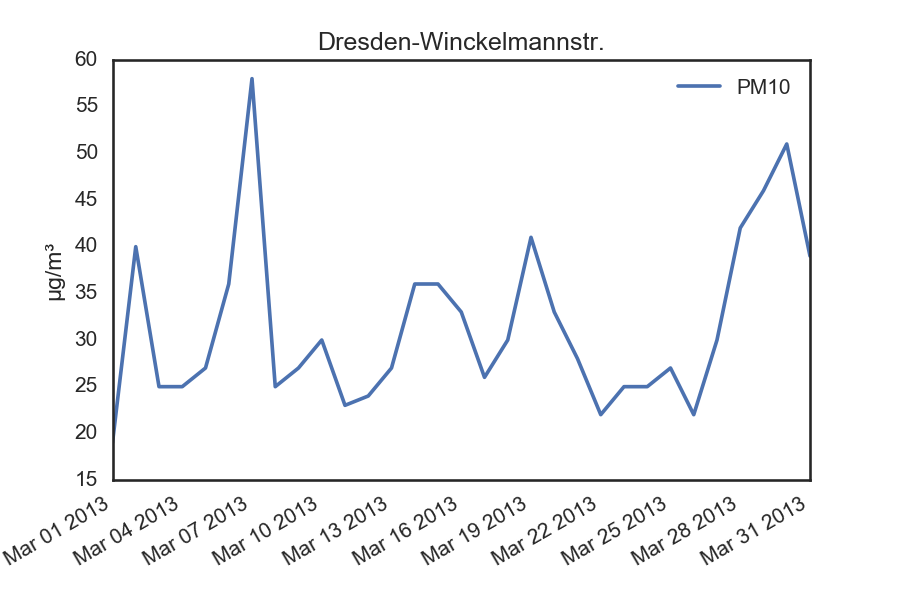 Dresden-Winckelmannstr.
60
55
50
45
40
35
30
25
20
15
µg/m³
PM10
Mar 01 2013
Mar 04 2013
Mar 07 2013
Mar 10 2013
Mar 13 2013
Mar 16 2013
Mar 19 2013
Mar 22 2013
Mar 25 2013
Mar 28 2013
Mar 31 2013